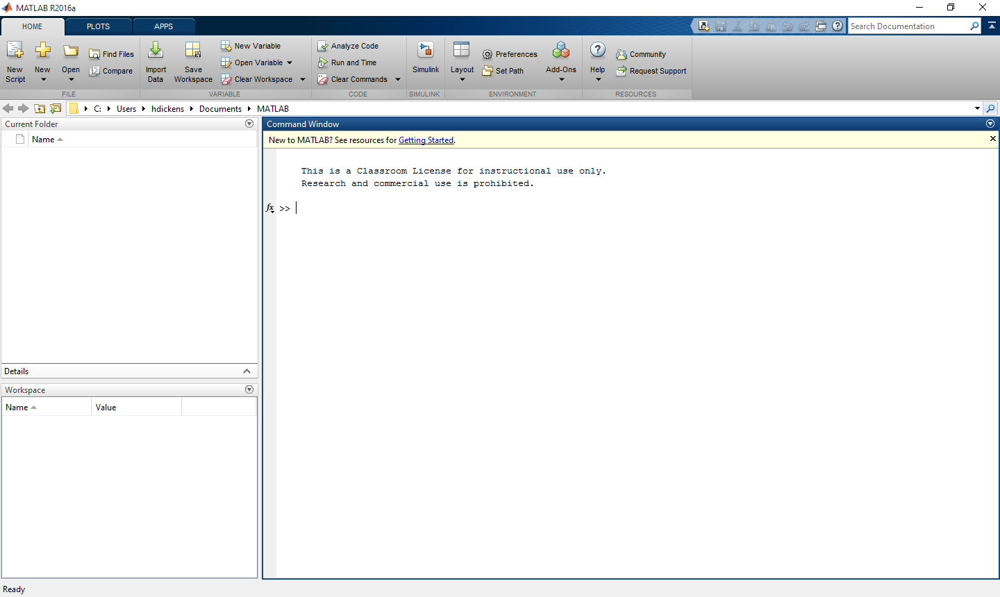 MATLAB R2016a
HOME PLOTS APPS
Search Documentation
New Script
New
Open
Find Files
Compare
FILE
Import Data
Save Workspace
New Variable
Open Variable
Clear Workspace
VARIABLE
Analyze Code
Run and Time
Clear Commands
CODE
Simulink
SIMULINK
Layout
Preferences
Set Path
Add-Ons
ENVIRONMENT
Help
Community
Request Support
RESOURCES
C: Users hdickens Documents MATLAB
Current Folder
Name
Details
Workspace
Name Value
Command Window
New to MATLAB? See resources for Getting Started.
This is a Classroom License for instructional use only.
Research and commercial use is prohibited.
fx >>
Ready